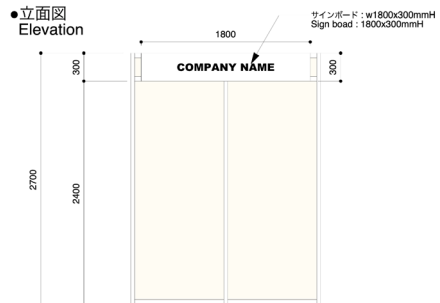 ●立面図
Elevation
サインボード : w1800x300mmH
Sign boad : 1800x300mmH
1800
300
COMPANY NAME
300
2700
2400